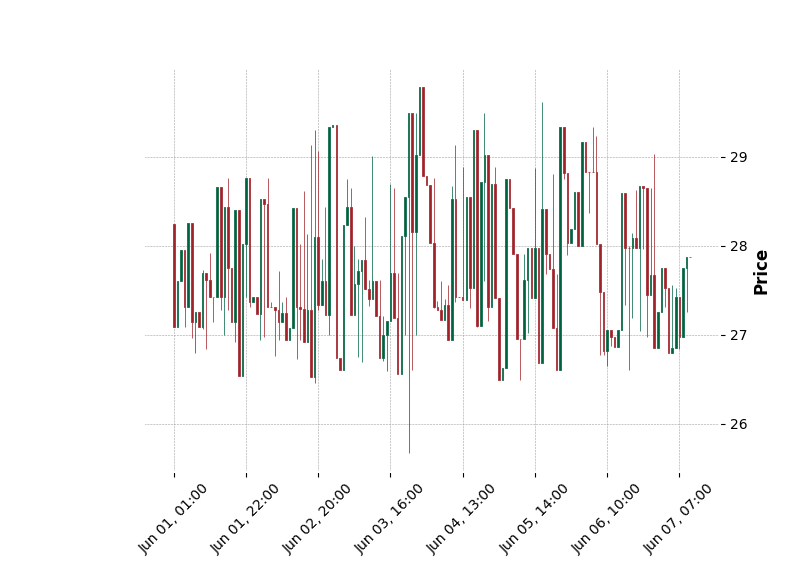 29
28
27
26
Price
Jun 01, 01:00
Jun 01, 22:00
Jun 02, 20:00
Jun 03, 16:00
Jun 04, 13:00
Jun 05, 14:00
Jun 06, 10:00
Jun 07, 07:00